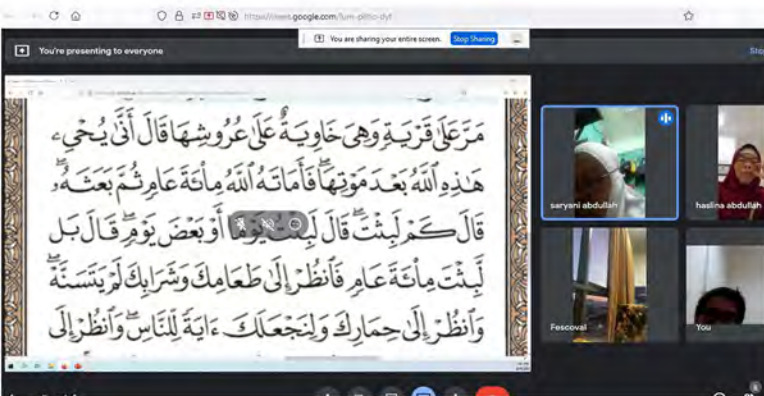 You are sharing your entire screen. Stop Sharing
You're presenting to everyone
مَرَّ عَلَىٰ قَرْيَةٍ وَهِيَ خَاوِيَةٌ عَلَىٰ عُرُوشِهَا قَالَ أَنَّىٰ يُحْيِۦ
هَٰذِهِ ٱللَّهُ بَعْدَ مَوْتِهَاۖ فَأَمَاتَهُ ٱللَّهُ مِا۟ئَةَ عَامٍ ثُمَّ بَعَثَهُۥۖ
قَالَ كَمْ لَبِثْتَۖ قَالَ لَبِثْتُ يَوْمًا أَوْ بَعْضَ يَوْمٍۖ قَالَ بَل
لَّبِثْتَ مِا۟ئَةَ عَامٍ فَٱنظُرْ إِلَىٰ طَعَامِكَ وَشَرَابِكَ لَمْ يَتَسَنَّهْۖ
وَٱنظُرْ إِلَىٰ حِمَارِكَ وَلِنَجْعَلَكَ ءَايَةً لِّلنَّاسِۖ وَٱنظُرْ إِلَى
saryani abdullah
haslina abdullah
Fescoval
You